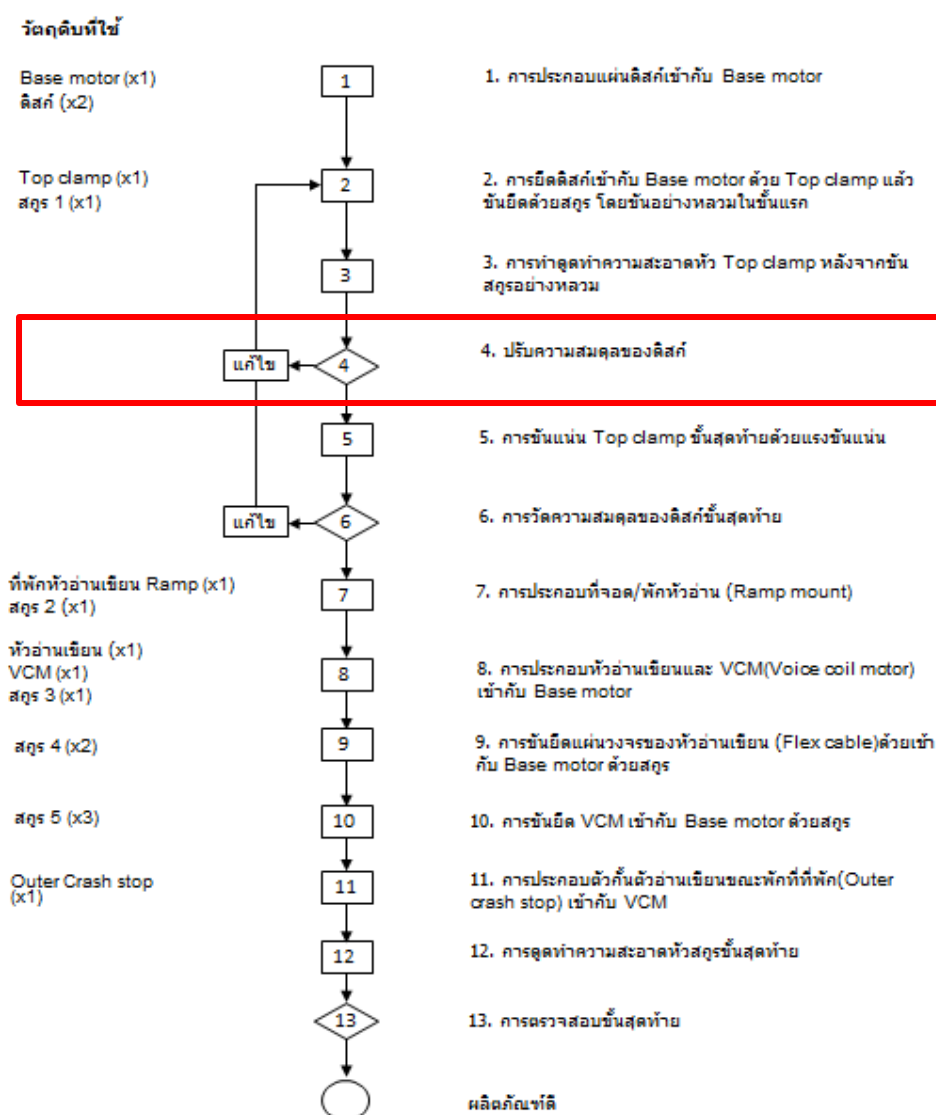 วัตถุดิบที่ใช้
Base motor (x1)
ดิสก์ (x2)
1
1. การประกอบแผ่นดิสก์เข้ากับ Base motor
Top clamp (x1)
สกูร 1 (x1)
2
2. การยึดดิสก์เข้ากับ Base motor ด้วย Top clamp แล้ว
ขันยึดด้วยสกูร โดยขันอย่างหลวมในขั้นแรก
3
3. การทำดูดทำความสะอาดหัว Top clamp หลังจากขัน
สกูรอย่างหลวม
แก้ไข
4
4. ปรับความสมดุลของดิสก์
5
5. การขันแน่น Top clamp ขั้นสุดท้ายด้วยแรงขันแน่น
แก้ไข
6
6. การวัดความสมดุลของดิสก์ขั้นสุดท้าย
ที่พักหัวอ่านเขียน Ramp (x1)
สกูร 2 (x1)
7
7. การประกอบที่จอด/พักหัวอ่าน (Ramp mount)
หัวอ่านเขียน (x1)
VCM (x1)
สกูร 3 (x1)
8
8. การประกอบหัวอ่านเขียนและ VCM(Voice coil motor)
เข้ากับ Base motor
สกูร 4 (x2)
9
9. การขันยึดแผ่นวงจรของหัวอ่านเขียน (Flex cable)ด้วยเข้า
กับ Base motor ด้วยสกูร
สกูร 5 (x3)
10
10. การขันยึด VCM เข้ากับ Base motor ด้วยสกูร
Outer Crash stop
(x1)
11
11. การประกอบตัวกั้นตัวอ่านเขียนขณะพักที่ที่พัก(Outer
crash stop) เข้ากับ VCM
12
12. การดูดทำความสะอาดหัวสกูรขั้นสุดท้าย
13
13. การตรวจสอบขั้นสุดท้าย
ผลิตภัณฑ์ดี